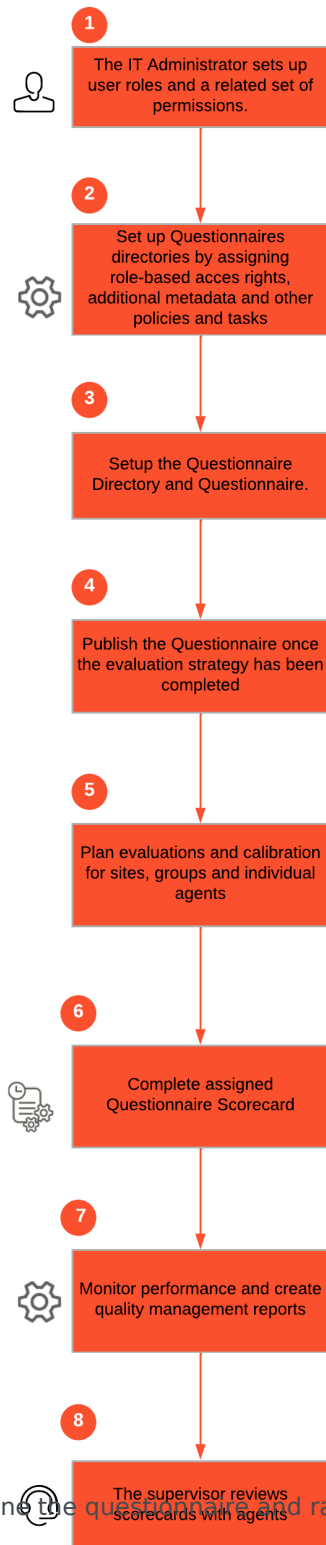 1
The IT Administrator sets up
user roles and a related set of
permissions.
2
Set up Questionnaires
directories by assigning
role-based acces rights,
additional metadata and other
policies and tasks
3
Setup the Questionnaire
Directory and Questionnaire.
4
Publish the Questionnaire once
the evaluation strategy has been
completed
5
Plan evaluations and calibration
for sites, groups and individual
agents
6
Complete assigned
Questionnaire Scorecard
7
Monitor performance and create
quality management reports
8
The supervisor reviews
scorecards with agents
the questionnaire and